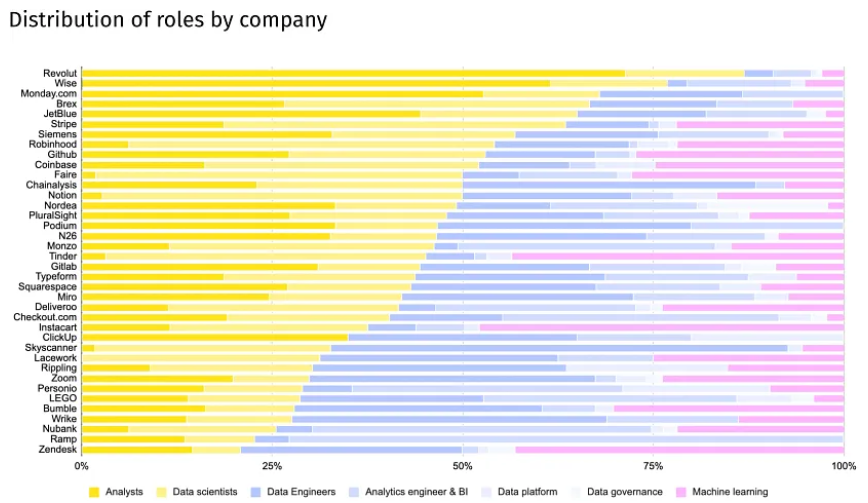 Distribution of roles by company
Revolut
Wise
Monday.com
Brex
JetBlue
Stripe
Siemens
Robinhood
Github
Coinbase
Faire
Chainalysis
Notion
Nordea
PluralSight
Podium
N26
Monzo
Tinder
Gitlab
Typeform
Squarespace
Miro
Deliveroo
Checkout.com
Instacart
ClickUp
Skyscanner
Lacework
Rippling
Zoom
Personio
LEGO
Bumble
Wrike
Nubank
Ramp
Zendesk
0% 25% 50% 75% 100%
Analysts Data scientists Data Engineers Analytics engineer & BI Data platform Data governance Machine learning